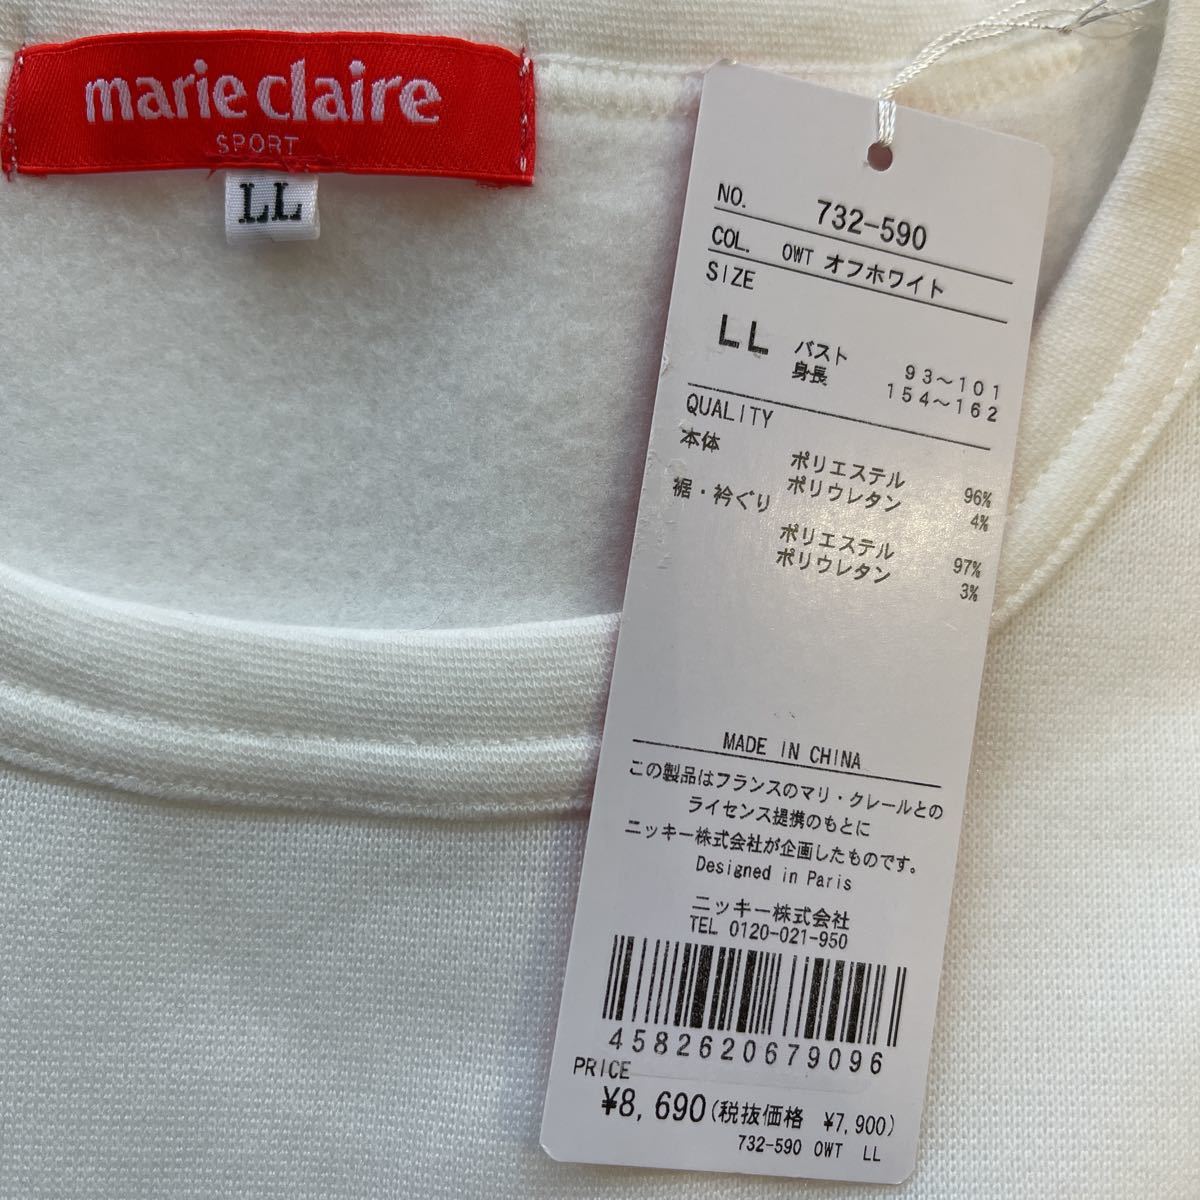 marie claire
SPORT
LL
NO. 732-590
COL. OWT オフホワイト
SIZE
LL バスト 93～101
身長 154～162
QUALITY
本体 ポリエステル 96%
ポリウレタン 4%
裾・衿ぐり ポリエステル 97%
ポリウレタン 3%
MADE IN CHINA
この製品はフランスのマリ・クレールとの
ライセンス提携のもとに
ニッキー株式会社が企画したものです。
Designed in Paris
ニッキー株式会社
TEL 0120-021-950
4582620679096
PRICE
¥8,690(税抜価格 ¥7,900)
732-590 OWT LL